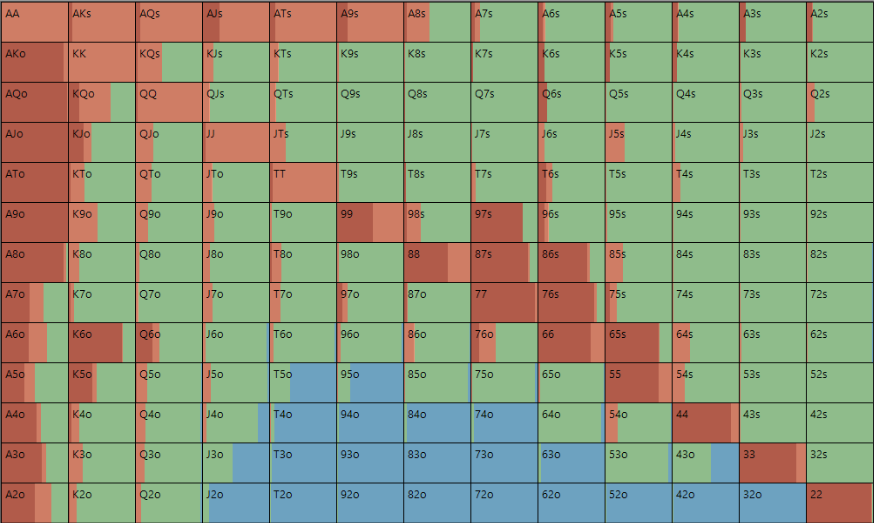 AA AKs AQs AJs ATs A9s A8s A7s A6s A5s A4s A3s A2s
AKo KK KQs KJs KTs K9s K8s K7s K6s K5s K4s K3s K2s
AQo KQo QQ QJs QTs Q9s Q8s Q7s Q6s Q5s Q4s Q3s Q2s
AJo KJo QJo JJ JTs J9s J8s J7s J6s J5s J4s J3s J2s
ATo KTo QTo JTo TT T9s T8s T7s T6s T5s T4s T3s T2s
A9o K9o Q9o J9o T9o 99 98s 97s 96s 95s 94s 93s 92s
A8o K8o Q8o J8o T8o 98o 88 87s 86s 85s 84s 83s 82s
A7o K7o Q7o J7o T7o 97o 87o 77 76s 75s 74s 73s 72s
A6o K6o Q6o J6o T6o 96o 86o 76o 66 65s 64s 63s 62s
A5o K5o Q5o J5o T5o 95o 85o 75o 65o 55 54s 53s 52s
A4o K4o Q4o J4o T4o 94o 84o 74o 64o 54o 44 43s 42s
A3o K3o Q3o J3o T3o 93o 83o 73o 63o 53o 43o 33 32s
A2o K2o Q2o J2o T2o 92o 82o 72o 62o 52o 42o 32o 22